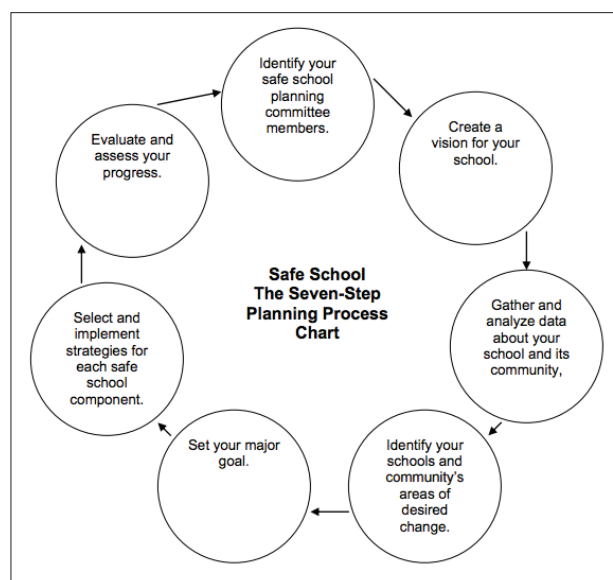 Identify your
safe school
planning
committee
members.
Create a
vision for your
school.
Gather and
analyze data
about your
school and its
community,
Identify your
schools and
community's
areas of
desired
change.
Set your major
goal.
Select and
implement
strategies for
each safe
school
component.
Evaluate and
assess your
progress.
Safe School
The Seven-Step
Planning Process
Chart